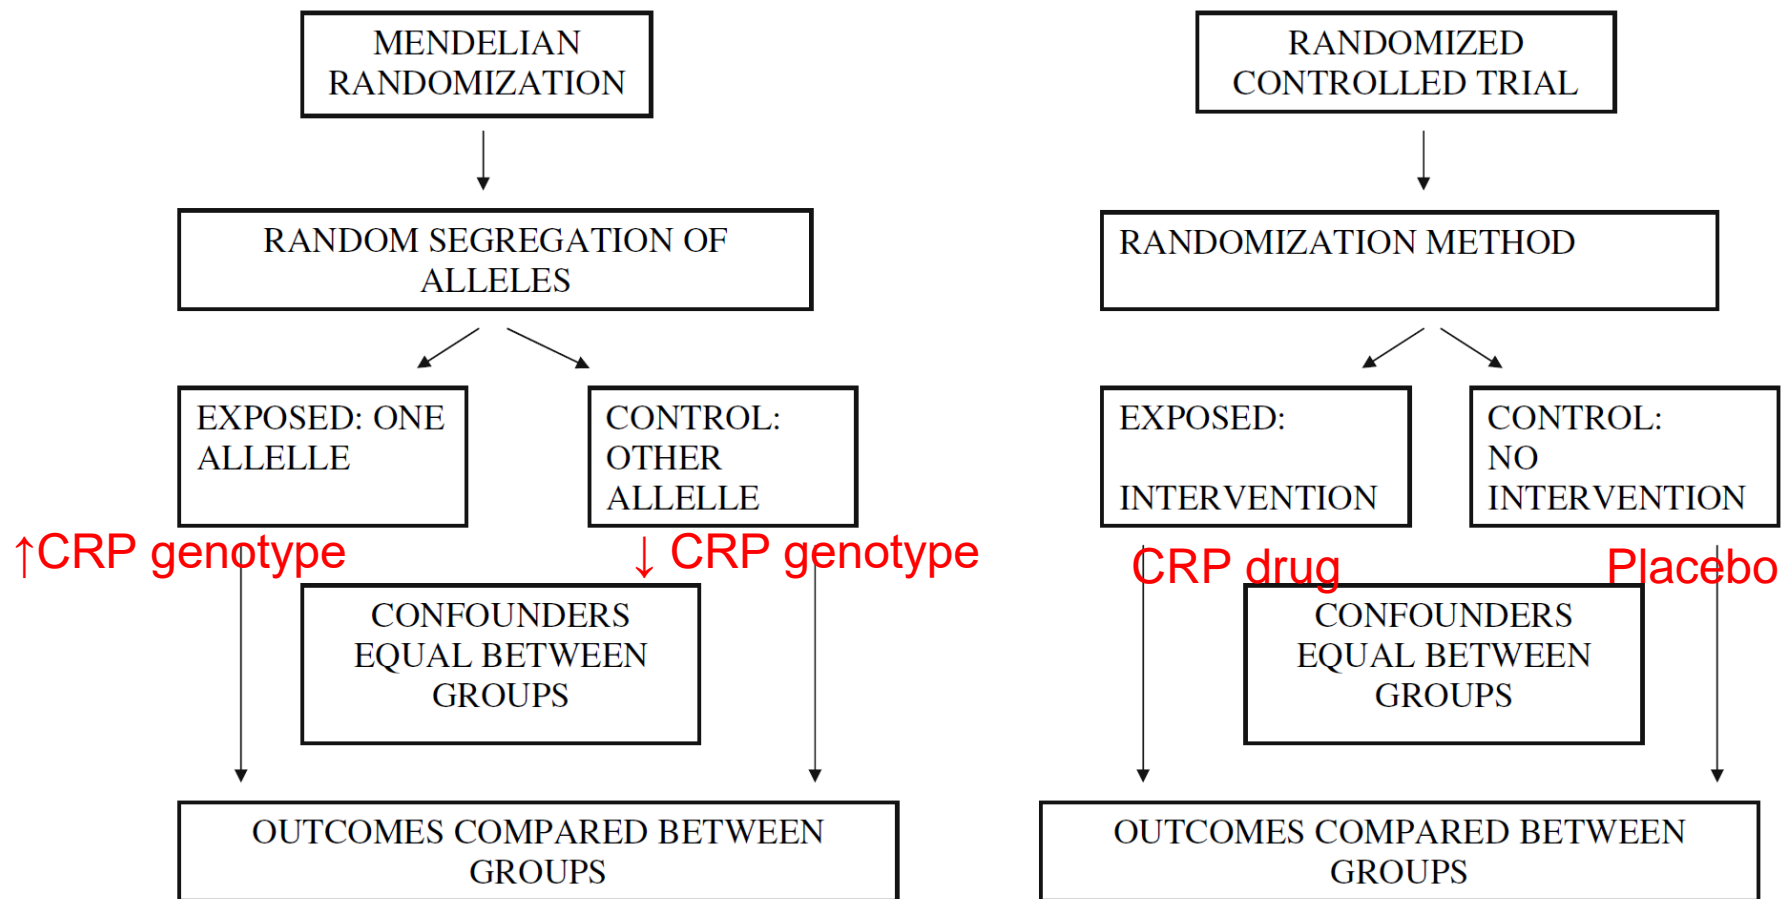 MENDELIAN
RANDOMIZATION
RANDOM SEGREGATION OF
ALLELES
EXPOSED: ONE
ALLELLE
CONTROL:
OTHER
ALLELLE
↑CRP genotype
↓ CRP genotype
CONFOUNDERS
EQUAL BETWEEN
GROUPS
OUTCOMES COMPARED BETWEEN
GROUPS
RANDOMIZED
CONTROLLED TRIAL
RANDOMIZATION METHOD
EXPOSED:
INTERVENTION
CONTROL:
NO
INTERVENTION
CRP drug
Placebo
CONFOUNDERS
EQUAL BETWEEN
GROUPS
OUTCOMES COMPARED BETWEEN
GROUPS